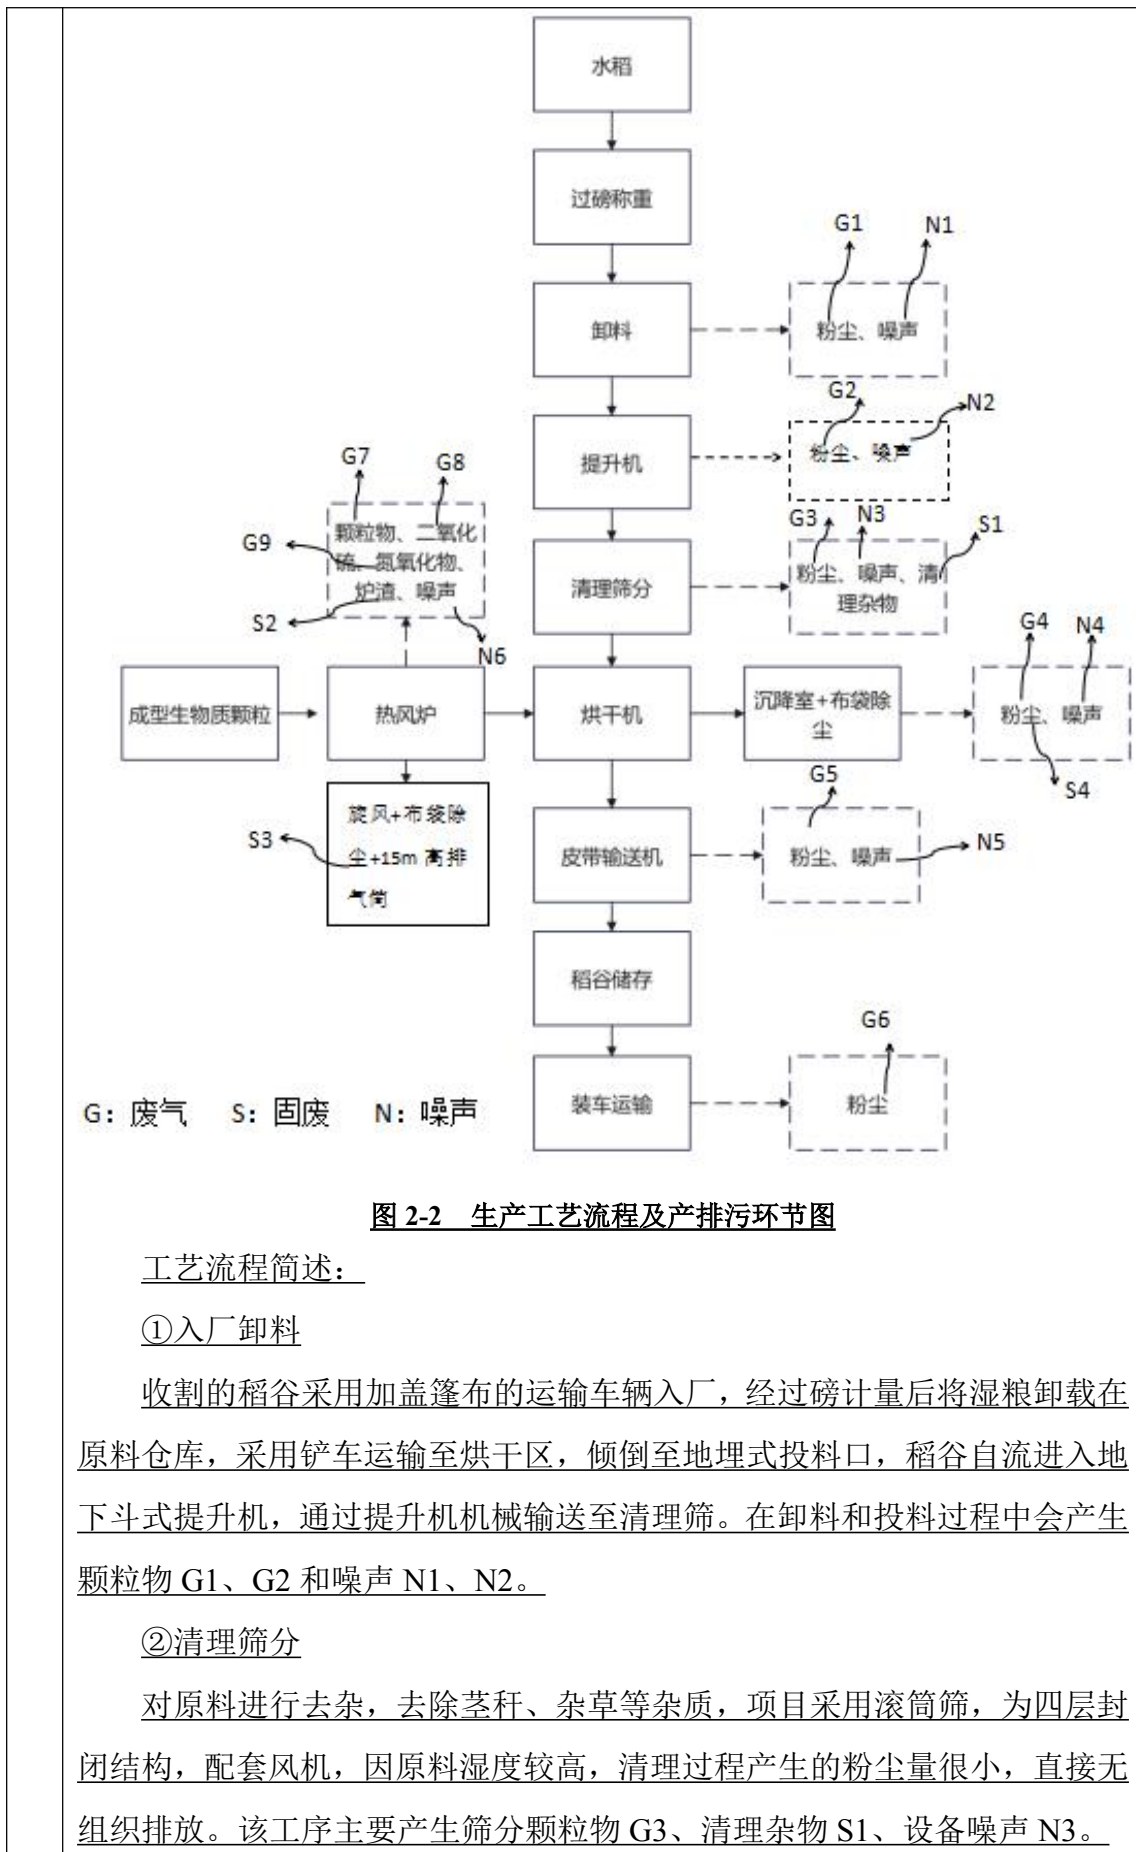 水稻
过磅称重
G1
N1
卸料
粉尘、噪声
G2
N2
提升机
粉尘、噪声
G7
G8
G3
N3
S1
颗粒物、二氧化
硫、氮氧化物、
炉渣、噪声
G9
清理筛分
粉尘、噪声、清
理杂物
S2
N6
G4
N4
成型生物质颗粒
热风炉
烘干机
沉降室+布袋除
尘
粉尘、噪声
S4
G5
旋风+布袋除
尘+15m 高排
气筒
S3
皮带输送机
粉尘、噪声
N5
稻谷储存
G6
装车运输
粉尘
G：废气 S：固废 N：噪声
图 2-2 生产工艺流程及产排污环节图
工艺流程简述：
①入厂卸料
收割的稻谷采用加盖篷布的运输车辆入厂，经过磅计量后将湿粮卸载在
原料仓库，采用铲车运输至烘干区，倾倒至地埋式投料口，稻谷自流进入地
下斗式提升机，通过提升机机械输送至清理筛。在卸料和投料过程中会产生
颗粒物 G1、G2 和噪声 N1、N2。
②清理筛分
对原料进行去杂，去除茎秆、杂草等杂质，项目采用滚筒筛，为四层封
闭结构，配套风机，因原料湿度较高，清理过程产生的粉尘量很小，直接无
组织排放。该工序主要产生筛分颗粒物 G3、清理杂物 S1、设备噪声 N3。